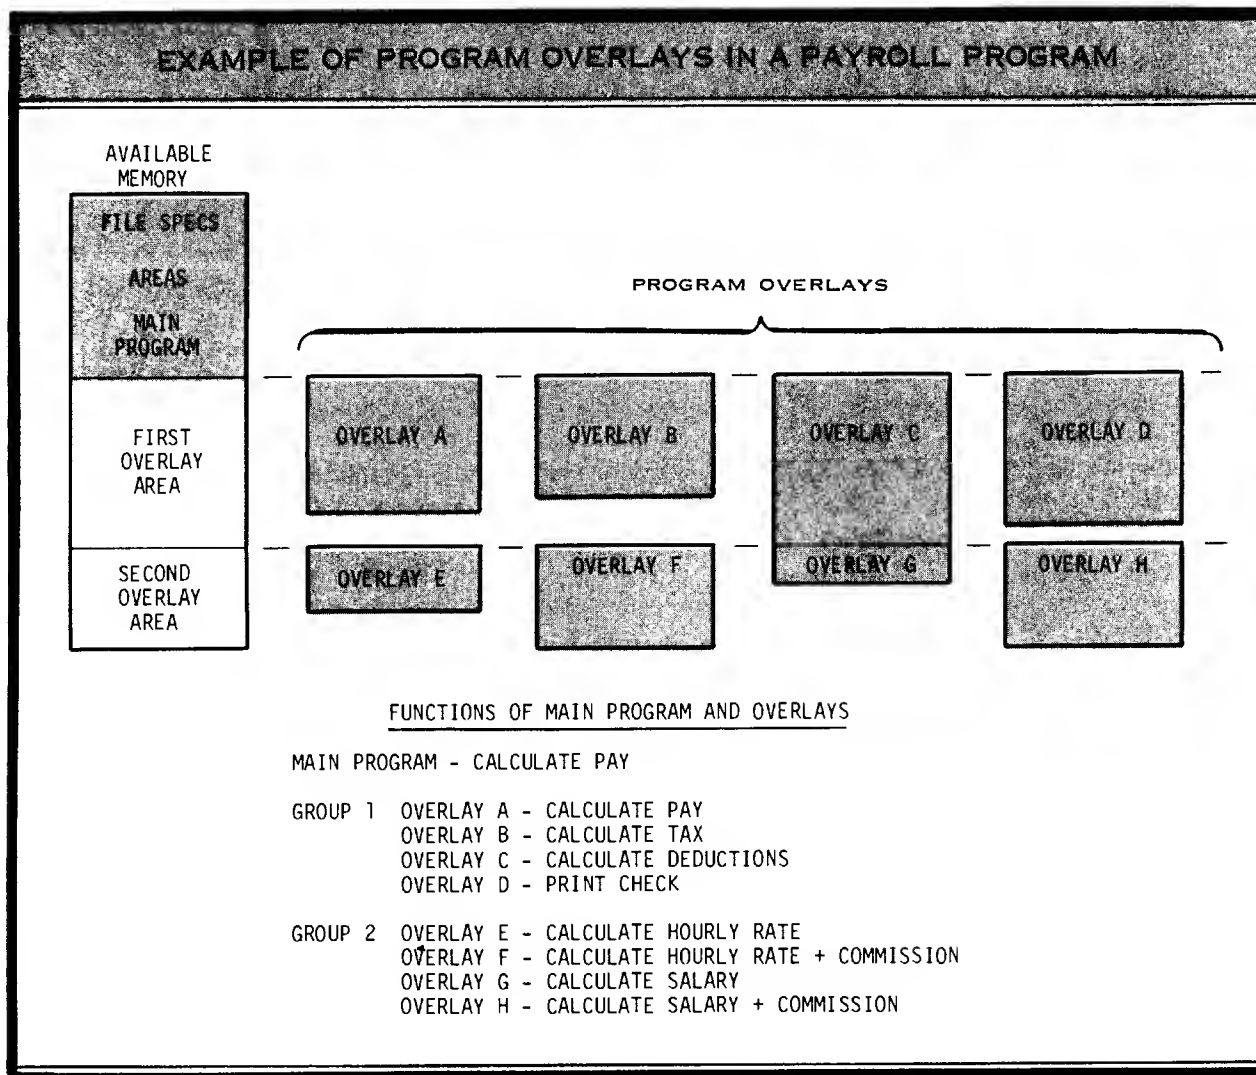 EXAMPLE OF PROGRAM OVERLAYS IN A PAYROLL PROGRAM
AVAILABLE
MEMORY
FILE SPECS
AREAS
MAIN
PROGRAM
FIRST
OVERLAY
AREA
SECOND
OVERLAY
AREA
PROGRAM OVERLAYS
OVERLAY A
OVERLAY B
OVERLAY C
OVERLAY D
OVERLAY E
OVERLAY F
OVERLAY G
OVERLAY H
FUNCTIONS OF MAIN PROGRAM AND OVERLAYS
MAIN PROGRAM - CALCULATE PAY
GROUP 1 OVERLAY A - CALCULATE PAY
OVERLAY B - CALCULATE TAX
OVERLAY C - CALCULATE DEDUCTIONS
OVERLAY D - PRINT CHECK
GROUP 2 OVERLAY E - CALCULATE HOURLY RATE
OVERLAY F - CALCULATE HOURLY RATE + COMMISSION
OVERLAY G - CALCULATE SALARY
OVERLAY H - CALCULATE SALARY + COMMISSION